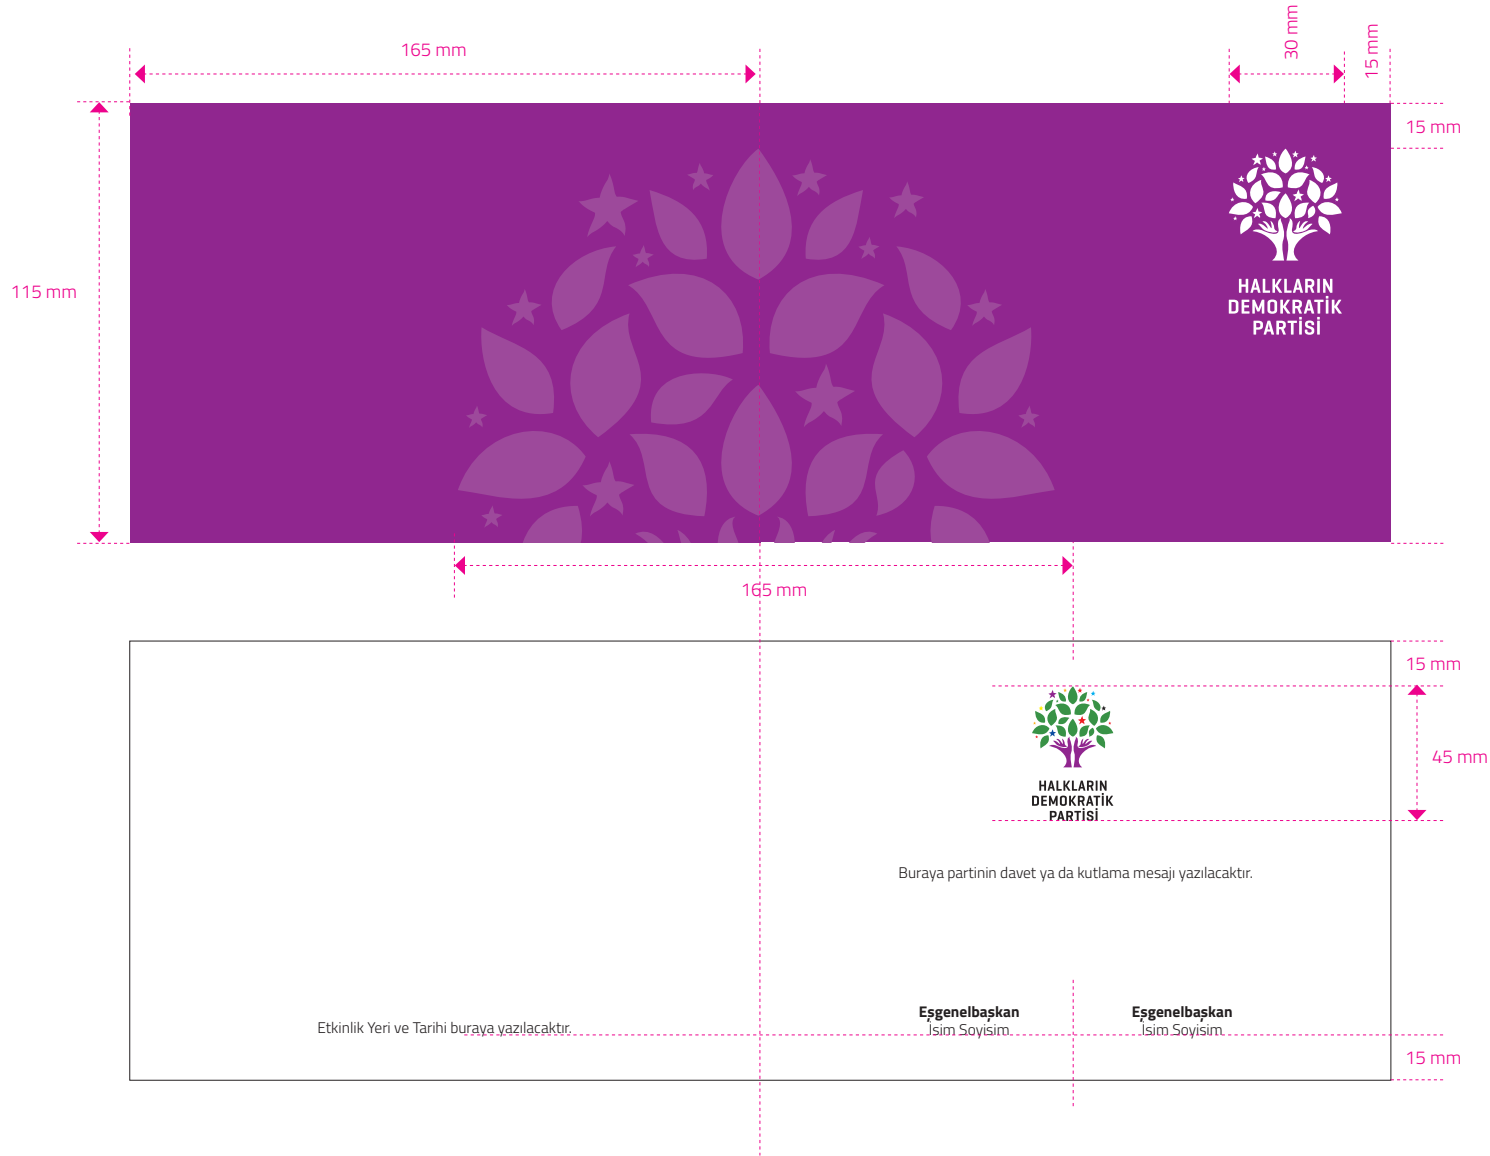 165 mm
30 mm
15 mm
15 mm
115 mm
HALKLARIN
DEMOKRATİK
PARTİSİ
165 mm
15 mm
45 mm
HALKLARIN
DEMOKRATİK
PARTİSİ
Buraya partinin davet ya da kutlama mesajı yazılacaktır.
Etkinlik Yeri ve Tarihi buraya yazılacaktır.
Eşgenelbaşkan
İsim Soyisim
Eşgenelbaşkan
İsim Soyisim
15 mm